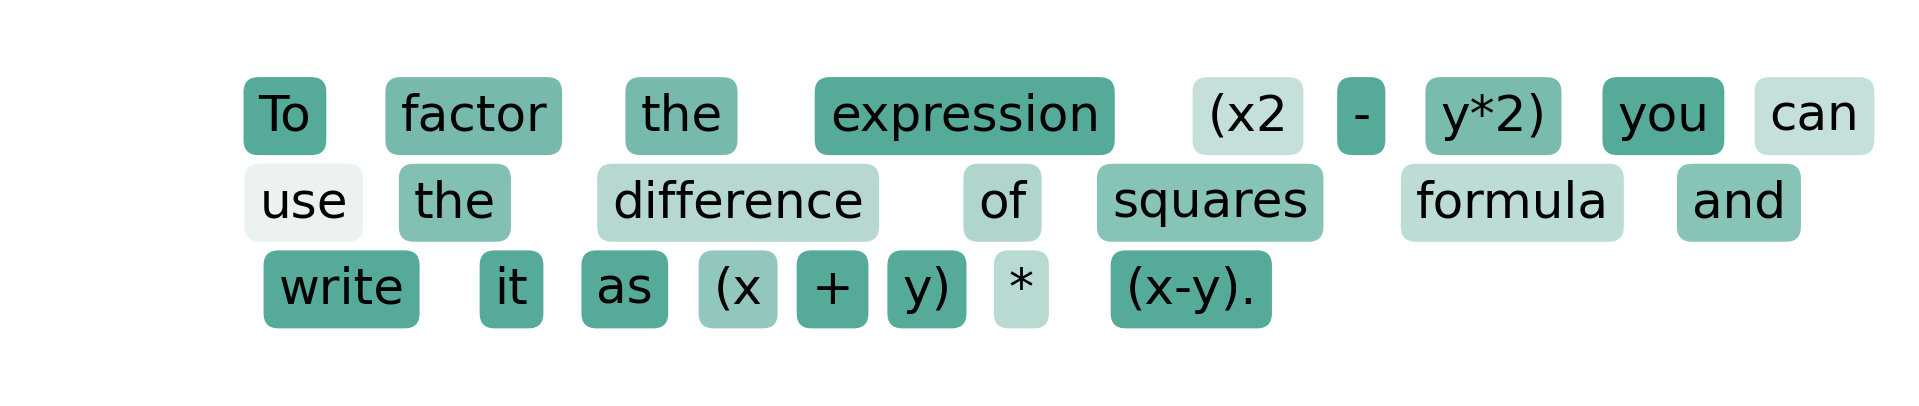 To factor the expression (x2 - y*2) you can
use the difference of squares formula and
write it as (x + y) * (x-y).